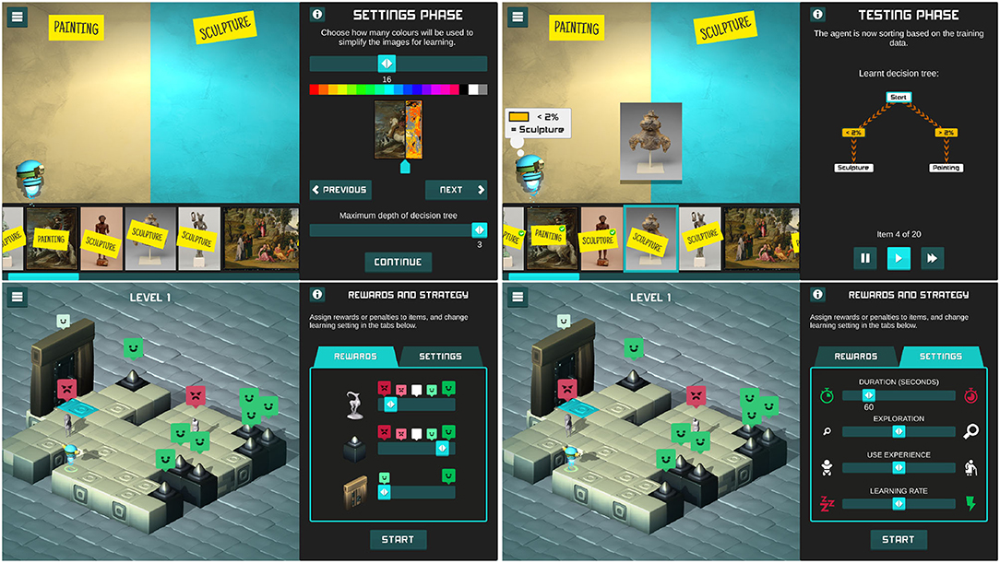 PAINTING
SCULPTURE
SETTINGS PHASE
Choose how many colours will be used to
simplify the images for learning.
16
PREVIOUS
NEXT
Maximum depth of decision tree
3
CONTINUE
PAINTING
SCULPTURE
SCULPTURE
SCULPTURE
PAINTING
SCULPTURE
< 2%
= Sculpture
TESTING PHASE
The agent is now sorting based on the training
data.
Learnt decision tree:
Start
< 2%
> 2%
Sculpture
Painting
Item 4 of 20
PAINTING
SCULPTURE
SCULPTURE
SCULPTURE
LEVEL 1
REWARDS AND STRATEGY
Assign rewards or penalties to items, and change
learning setting in the tabs below.
REWARDS
SETTINGS
START
LEVEL 1
REWARDS AND STRATEGY
Assign rewards or penalties to items, and change
learning setting in the tabs below.
REWARDS
SETTINGS
DURATION (SECONDS)
60
EXPLORATION
USE EXPERIENCE
LEARNING RATE
zzz
START